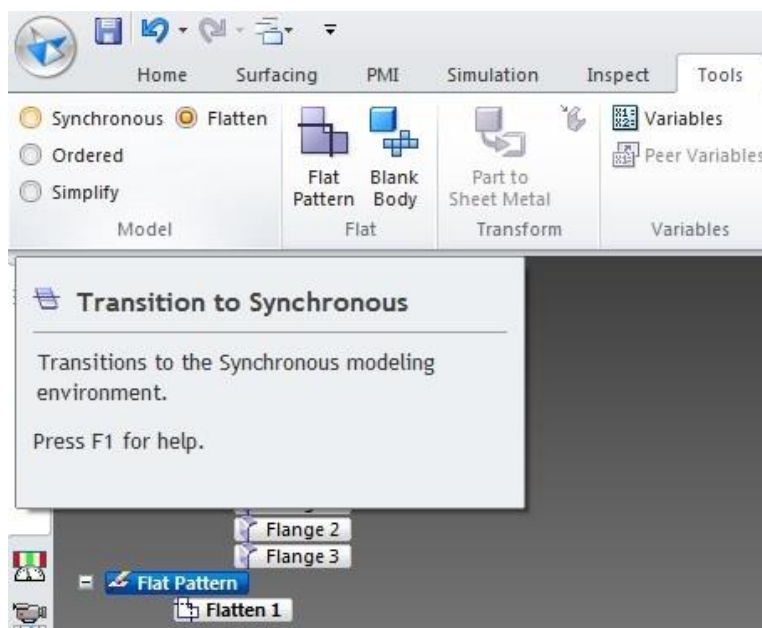 Home Surfacing PMI Simulation Inspect Tools
Synchronous Flatten
Ordered
Simplify
Model
Flat Pattern
Blank Body
Flat
Part to Sheet Metal
Transform
Variables
Peer Variables
Variables
Transition to Synchronous
Transitions to the Synchronous modeling
environment.
Press F1 for help.
Flange 2
Flange 3
Flat Pattern
Flatten 1